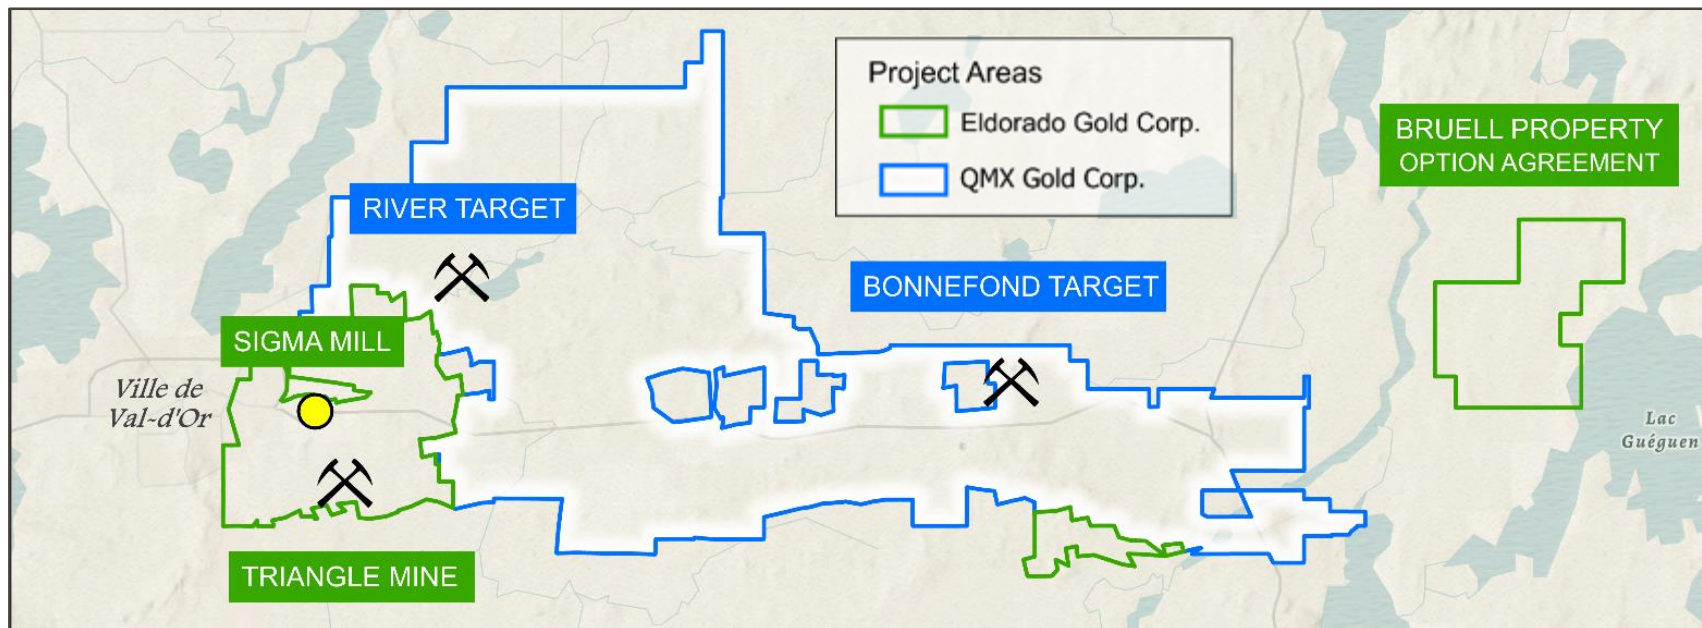 Project Areas
Eldorado Gold Corp.
QMX Gold Corp.
BRUELL PROPERTY
OPTION AGREEMENT
RIVER TARGET
BONNEFOND TARGET
SIGMA MILL
Ville de
Val-d'Or
Lac
Guéguen
TRIANGLE MINE